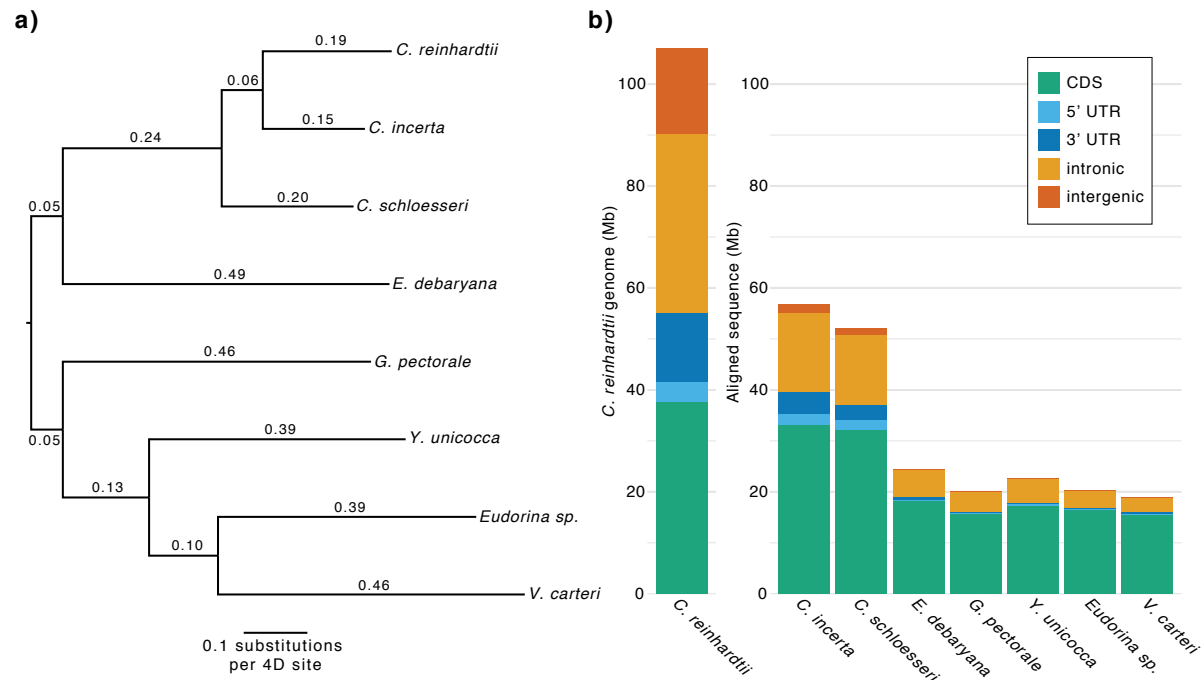 a)
0.19
C. reinhardtii
0.06
0.15
C. incerta
0.24
0.20
C. schloesseri
0.05
0.49
E. debaryana
0.46
G. pectorale
0.05
0.39
Y. unicocca
0.13
0.39
Eudorina sp.
0.10
0.46
V. carteri
0.1 substitutions
per 4D site
b)
C. reinhardtii genome (Mb)
100
80
60
40
20
0
C. reinhardtii
Aligned sequence (Mb)
100
80
60
40
20
0
C. incerta
C. schloesseri
E. debaryana
G. pectorale
Y. unicocca
Eudorina sp.
V. carteri
CDS
5' UTR
3' UTR
intronic
intergenic